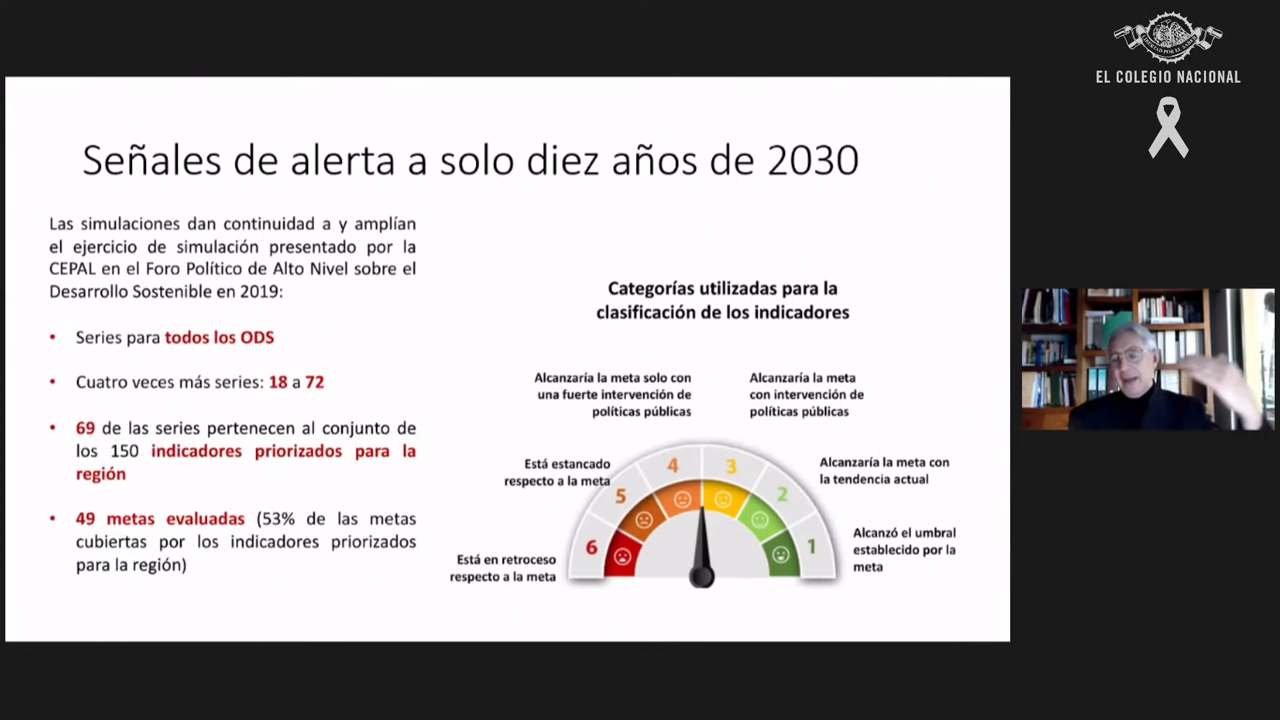 EL COLEGIO NACIONAL
Señales de alerta a solo diez años de 2030
Las simulaciones dan continuidad a y amplían
el ejercicio de simulación presentado por la
CEPAL en el Foro Político de Alto Nivel sobre el
Desarrollo Sostenible en 2019:
• Series para todos los ODS
• Cuatro veces más series: 18 a 72
• 69 de las series pertenecen al conjunto de
los 150 indicadores priorizados para la
región
• 49 metas evaluadas (53% de las metas
cubiertas por los indicadores priorizados
para la región)
Categorías utilizadas para la
clasificación de los indicadores
Alcanzaría la meta solo con
una fuerte intervención de
políticas públicas
Alcanzaría la meta
con intervención de
políticas públicas
Está estancado
respecto a la meta
Alcanzaría la meta con
la tendencia actual
Está en retroceso
respecto a la meta
Alcanzó el umbral
establecido por la
meta
6
5
4
3
2
1